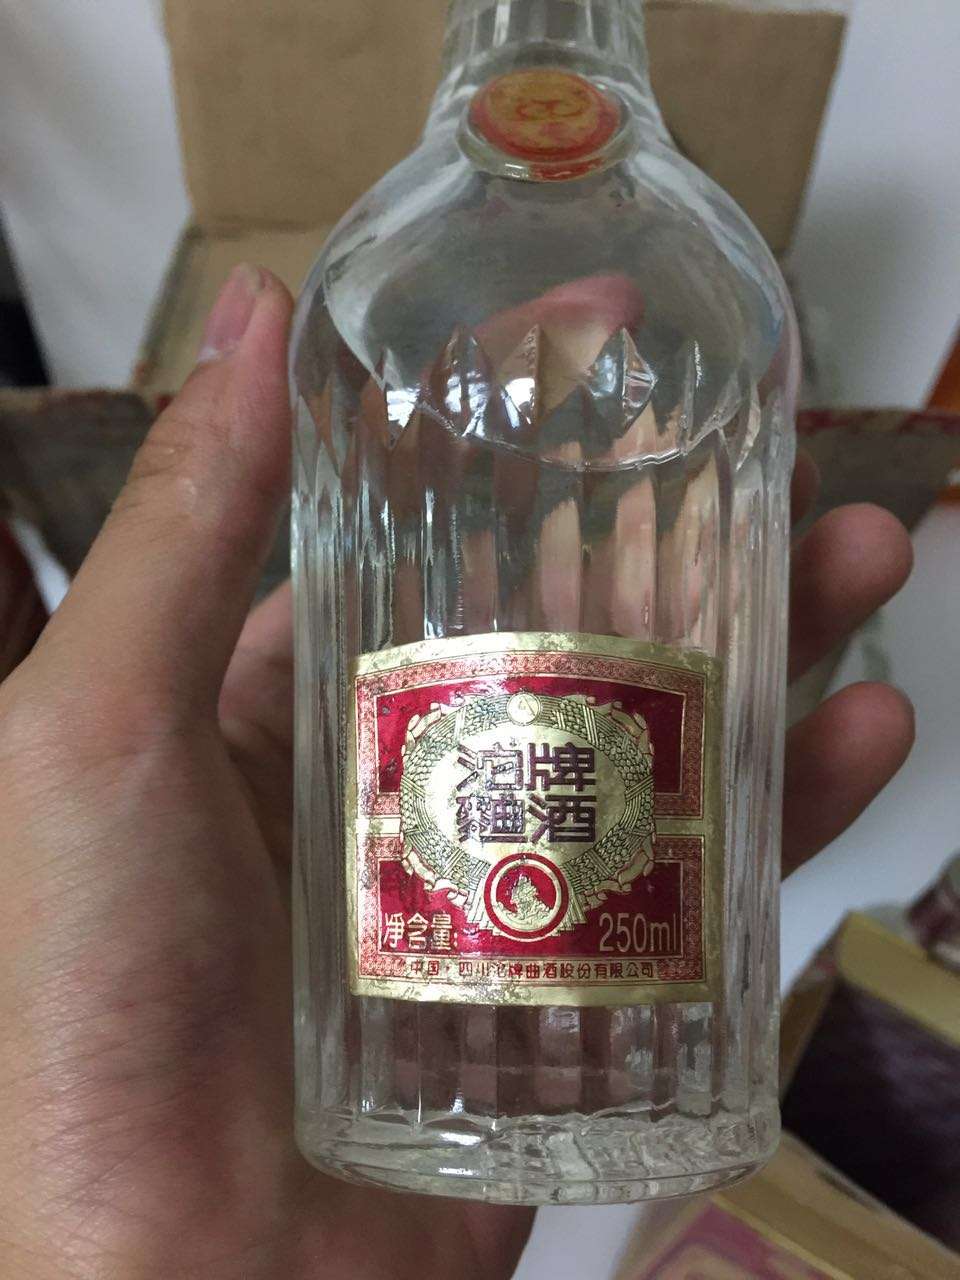 沱牌
麯酒
净含量: 250ml
中国·四川沱牌曲酒股份有限公司